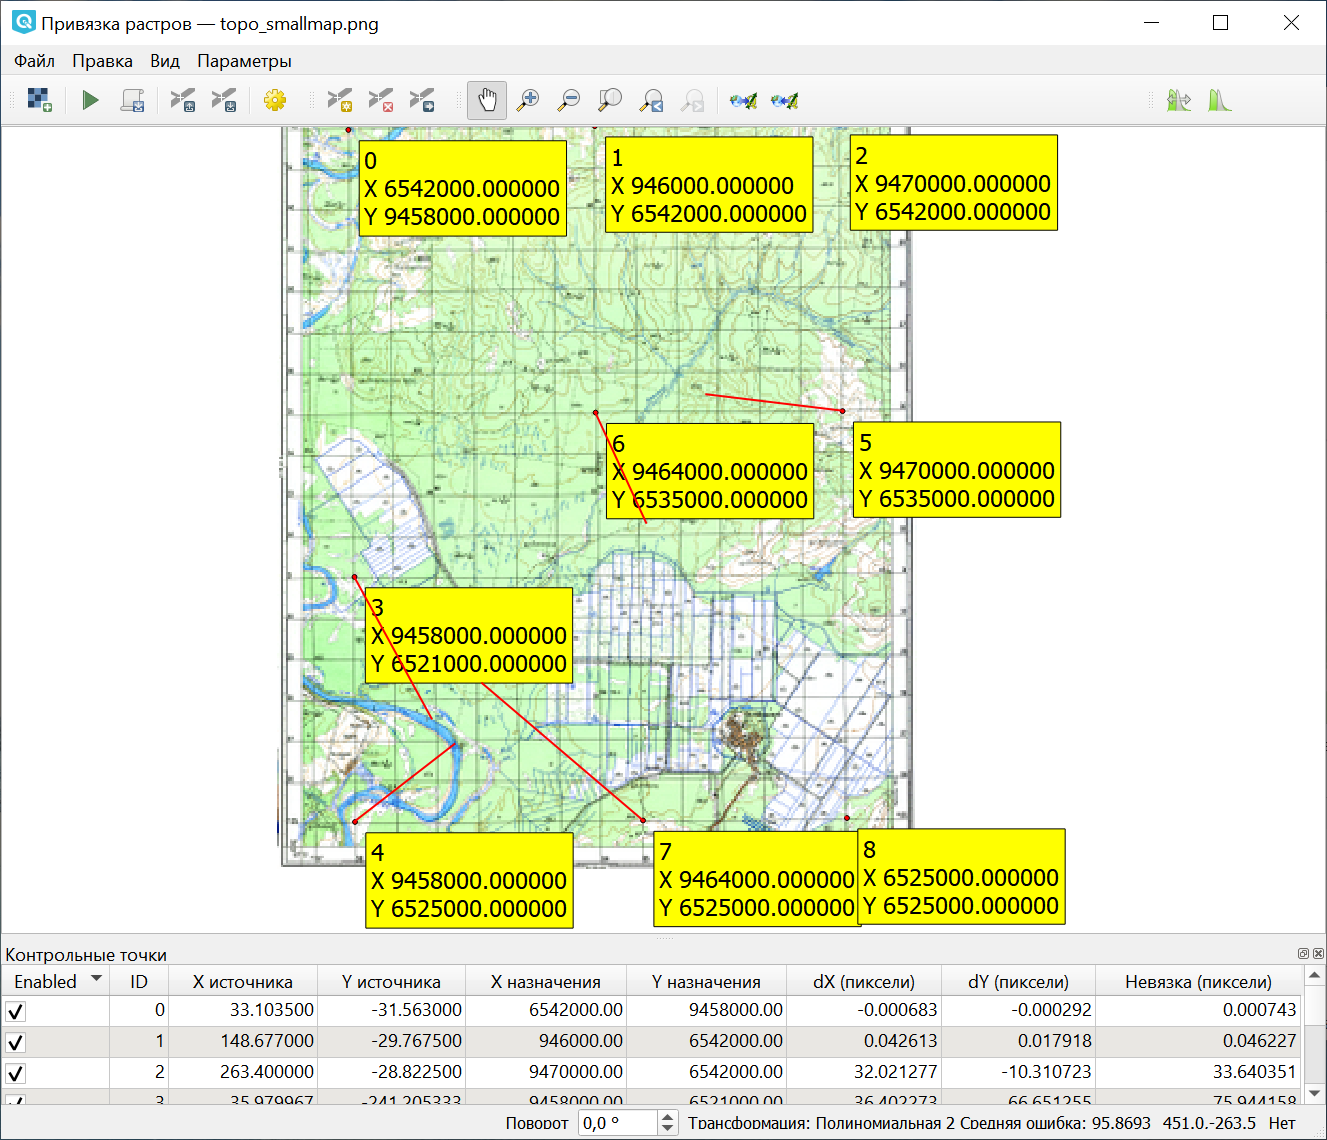 Привязка растров — topo_smallmap.png
Файл Правка Вид Параметры
0
X 6542000.000000
Y 9458000.000000
1
X 946000.000000
Y 6542000.000000
2
X 9470000.000000
Y 6542000.000000
6
X 9464000.000000
Y 6535000.000000
5
X 9470000.000000
Y 6535000.000000
3
X 9458000.000000
Y 6521000.000000
4
X 9458000.000000
Y 6525000.000000
7
X 9464000.000000
Y 6525000.000000
8
X 6525000.000000
Y 6525000.000000
Контрольные точки
Enabled ID X источника Y источника X назначения Y назначения dX (пиксели) dY (пиксели) Невязка (пиксели)
0 33.103500 -31.563000 6542000.00 9458000.00 -0.000683 -0.000292 0.000743
1 148.677000 -29.767500 946000.00 6542000.00 0.042613 0.017918 0.046227
2 263.400000 -28.822500 9470000.00 6542000.00 32.021277 -10.310723 33.640351
3 35.979967 -241.205333 9458000.00 6521000.00 36.402273 66.651255 75.944158
Поворот 0,0 ° Трансформация: Полиномиальная 2 Средняя ошибка: 95.8693 451.0,-263.5 Нет